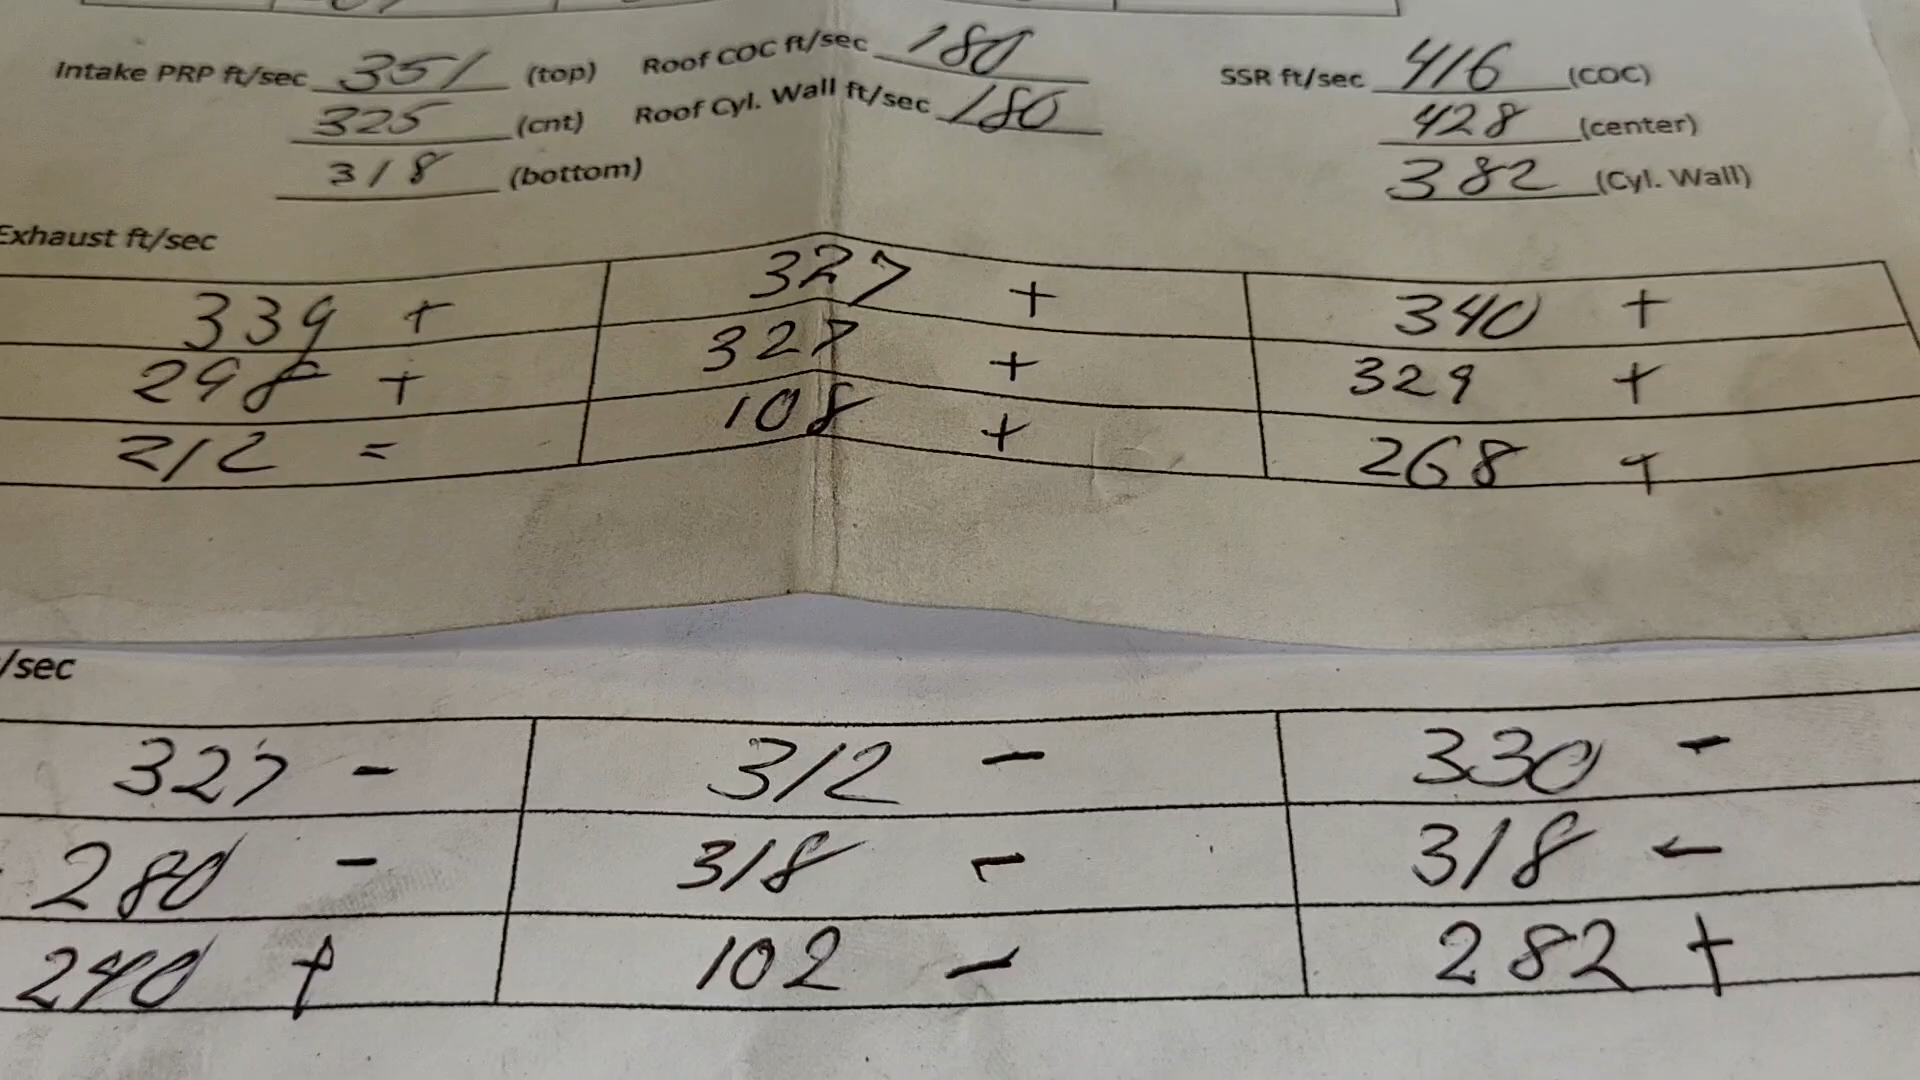 Intake PRP ft/sec 351 (top) Roof COC ft/sec 180 SSR ft/sec 416 (COC)
325 (cnt) Roof Cyl. Wall ft/sec 180 428 (center)
318 (bottom) 382 (Cyl. Wall)
Exhaust ft/sec
339 + 327 + 340 +
298 + 327 + 329 +
212 = 108 + 268 +
/sec
327 - 312 - 330 -
280 - 318 - 318 -
240 + 102 - 282 +